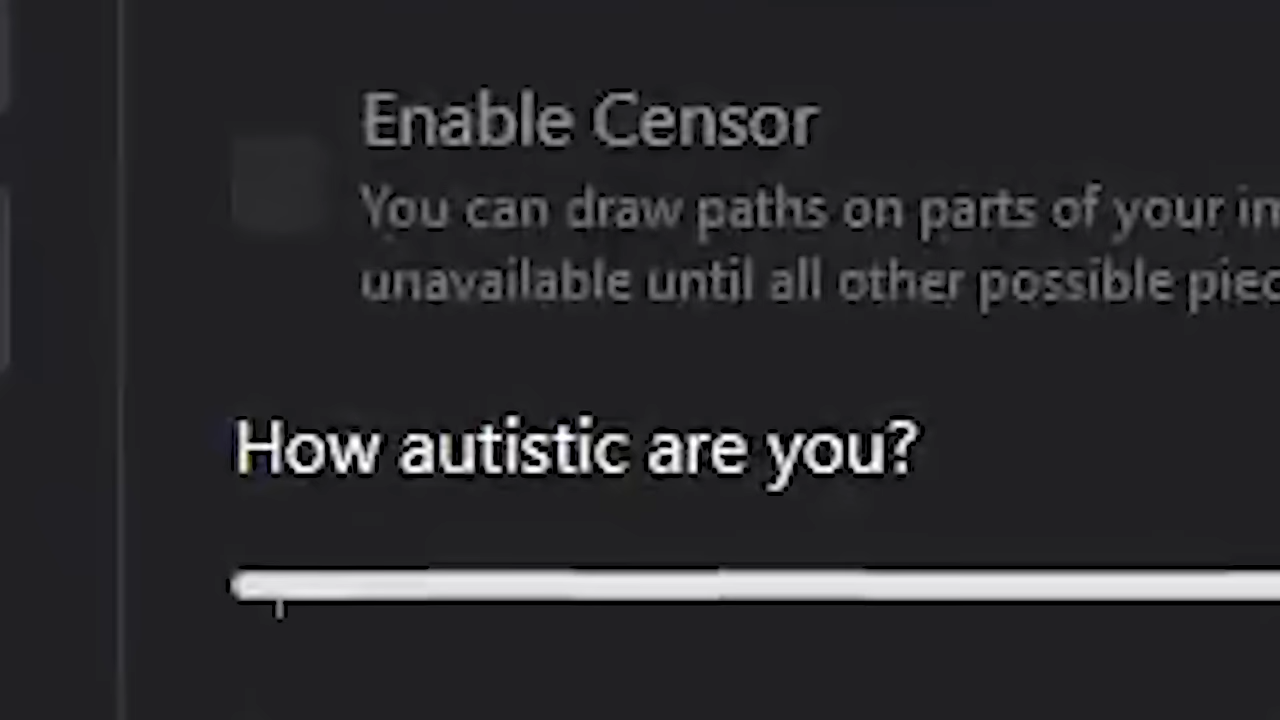 Enable Censor
You can draw paths on parts of your
unavailable until all other possible
How autistic are you?